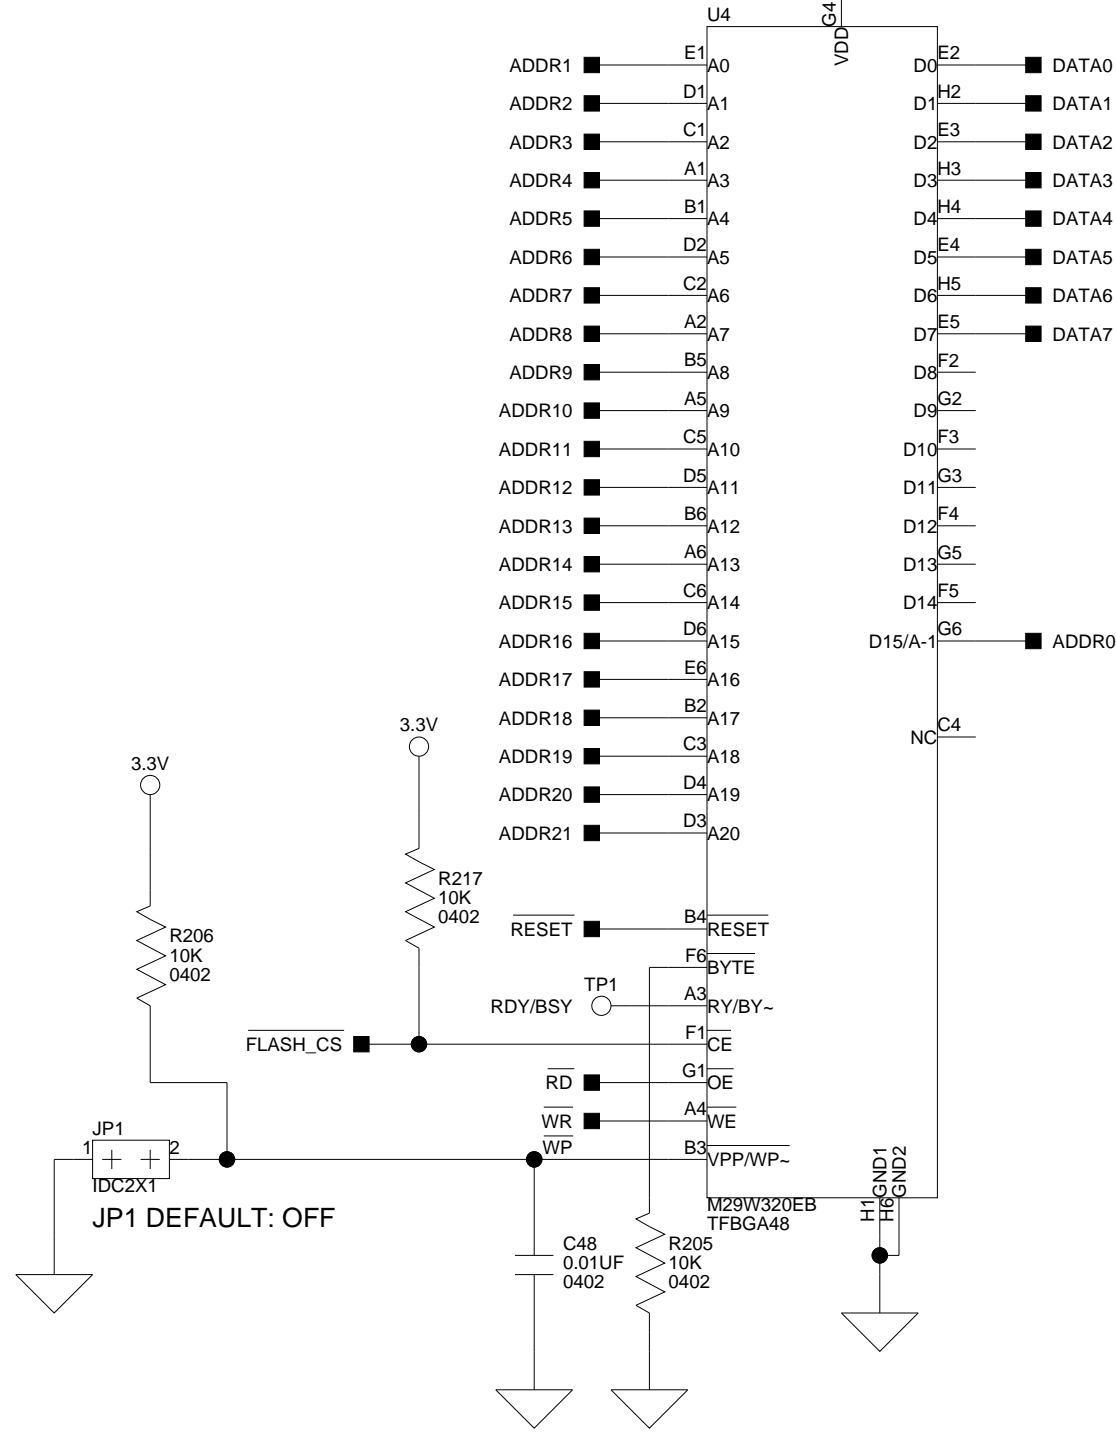 U4
G4
VDD
ADDR1 E1 A0 D0 E2 DATA0
ADDR2 D1 A1 D1 H2 DATA1
ADDR3 C1 A2 D2 E3 DATA2
ADDR4 A1 A3 D3 H3 DATA3
ADDR5 B1 A4 D4 H4 DATA4
ADDR6 D2 A5 D5 E4 DATA5
ADDR7 C2 A6 D6 H5 DATA6
ADDR8 A2 A7 D7 E5 DATA7
ADDR9 B5 A8 D8 F2
ADDR10 A5 A9 D9 G2
ADDR11 C5 A10 D10 F3
ADDR12 D5 A11 D11 G3
ADDR13 B6 A12 D12 F4
ADDR14 A6 A13 D13 G5
ADDR15 C6 A14 D14 F5
ADDR16 D6 A15 D15/A-1 G6 ADDR0
ADDR17 E6 A16
ADDR18 B2 A17
NC C4
ADDR19 C3 A18
ADDR20 D4 A19
ADDR21 D3 A20
3.3V
3.3V
R217
10K
0402
R206
10K
0402
RESET B4 RESET
F6 BYTE
TP1
RDY/BSY A3 RY/BY~
FLASH_CS F1 CE
RD G1 OE
WR A4 WE
WP B3 VPP/WP~
JP1
1 2
IDC2X1
JP1 DEFAULT: OFF
H1 GND1
H6 GND2
M29W320EB
TFBGA48
C48
0.01UF
0402
R205
10K
0402